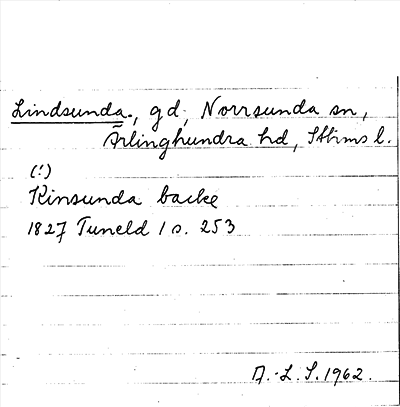 Lindsunda., gd, Norrsunda sn,
Ärlinghundra hd, Sthms l.
(!)
Kinsunda backe
1827 Tuneld 1 s. 253
A.-L. S. 1962.